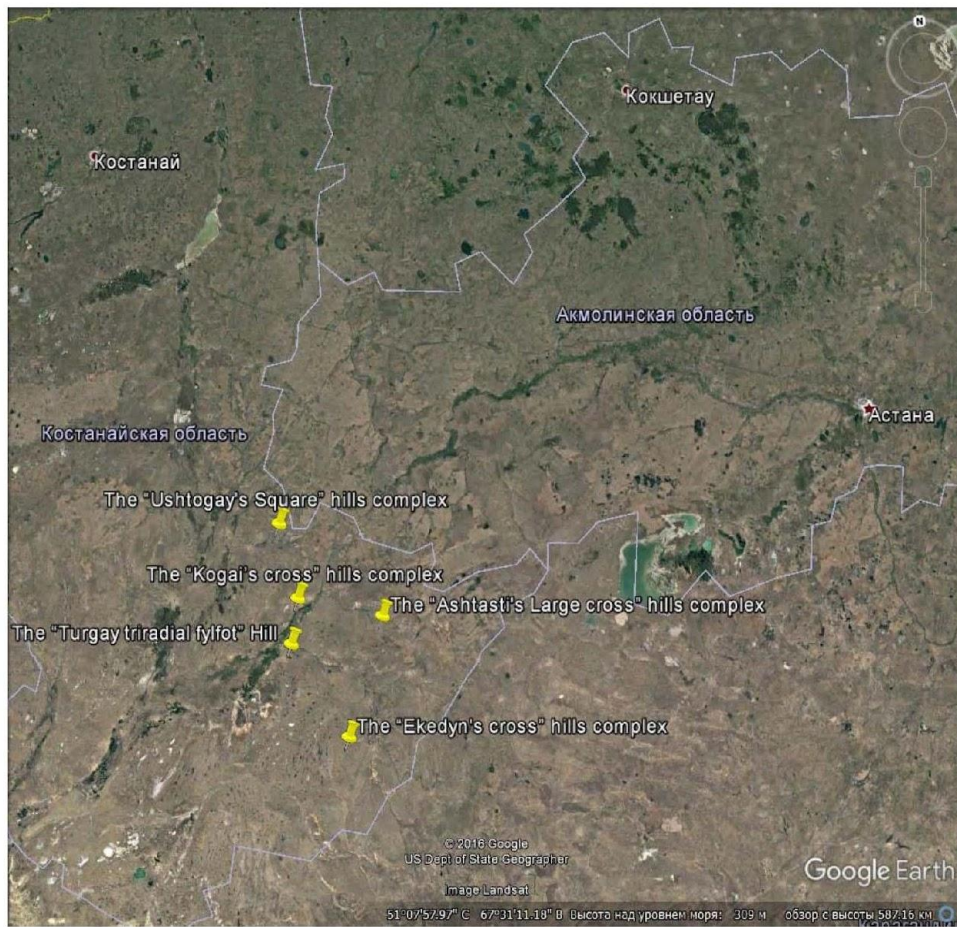 N
Кокшетау
Костанай
Акмолинская область
Астана
Костанайская область
The "Ushtogay's Square" hills complex
The "Kogai's cross" hills complex
The "Ashtasti's Large cross" hills complex
The "Turgay triradial fylfot" Hill
The "Ekedyn's cross" hills complex
© 2016 Google
US Dept of State Geographer
Google Earth
Image Landsat
51°07'57.97" С 67°31'11.18" В Высота над уровнем моря: 309 м обзор с высоты 587.16 км